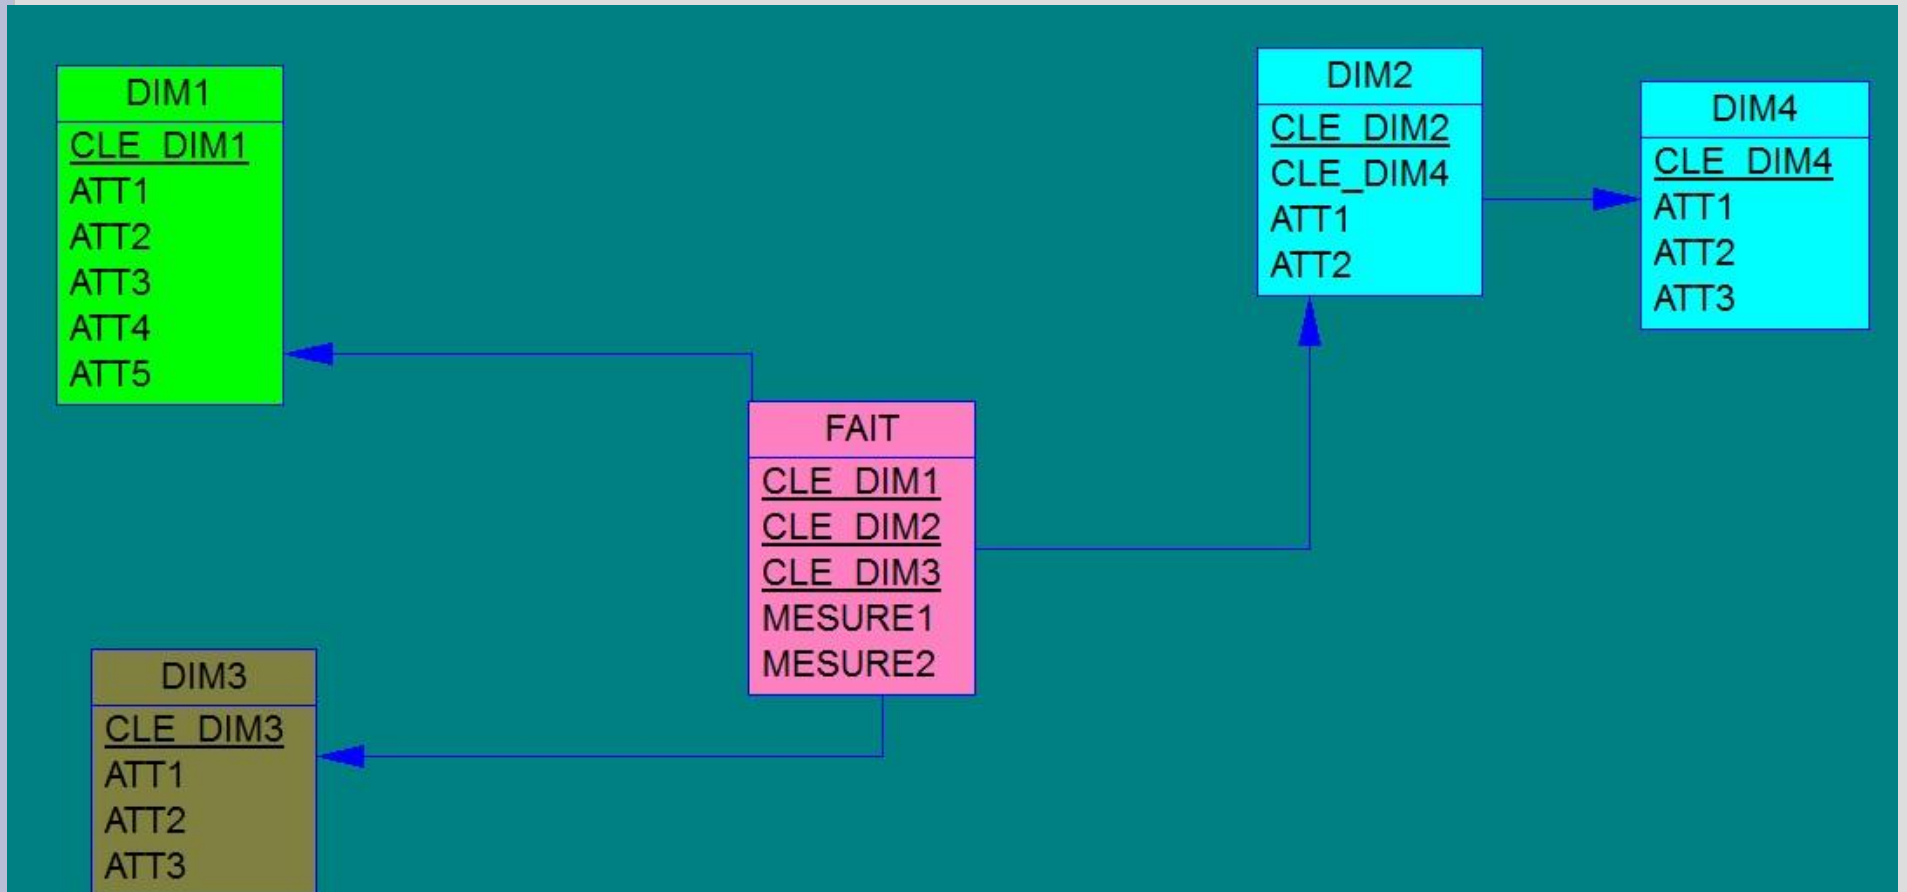 DIM1
CLE_DIM1
ATT1
ATT2
ATT3
ATT4
ATT5
DIM2
CLE_DIM2
CLE_DIM4
ATT1
ATT2
DIM4
CLE_DIM4
ATT1
ATT2
ATT3
FAIT
CLE_DIM1
CLE_DIM2
CLE_DIM3
MESURE1
MESURE2
DIM3
CLE_DIM3
ATT1
ATT2
ATT3